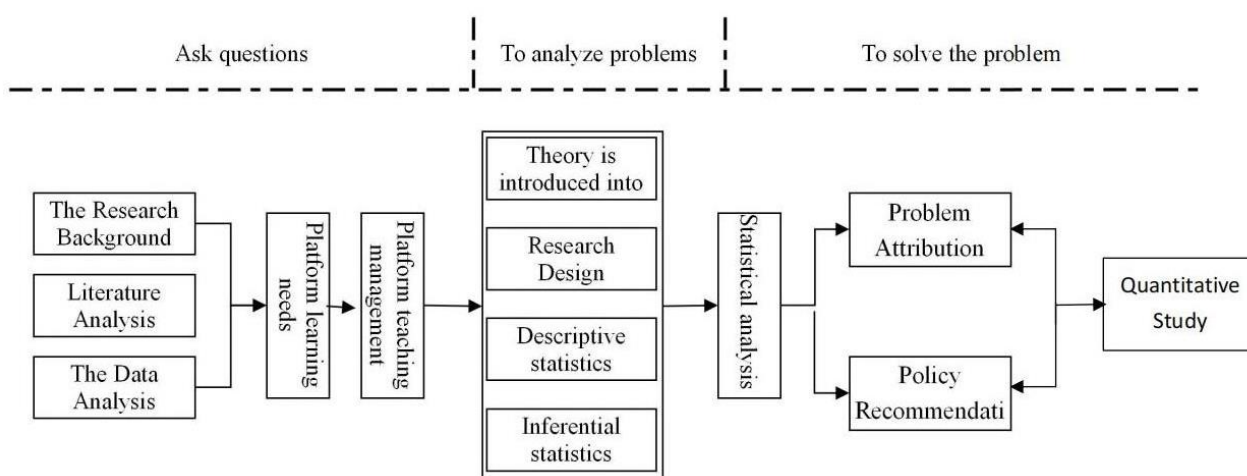 Ask questions
To analyze problems
To solve the problem
The Research
Background
Literature
Analysis
The Data
Analysis
Platform learning
needs
Platform teaching
management
Theory is
introduced into
Research
Design
Descriptive
statistics
Inferential
statistics
Statistical analysis
Problem
Attribution
Policy
Recommendati
Quantitative
Study